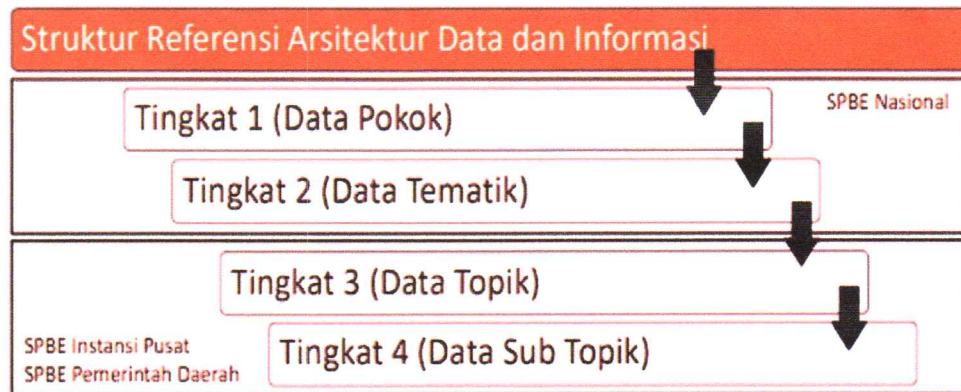 Struktur Referensi Arsitektur Data dan Informasi
Tingkat 1 (Data Pokok)
SPBE Nasional
Tingkat 2 (Data Tematik)
Tingkat 3 (Data Topik)
Tingkat 4 (Data Sub Topik)
SPBE Instansi Pusat
SPBE Pemerintah Daerah